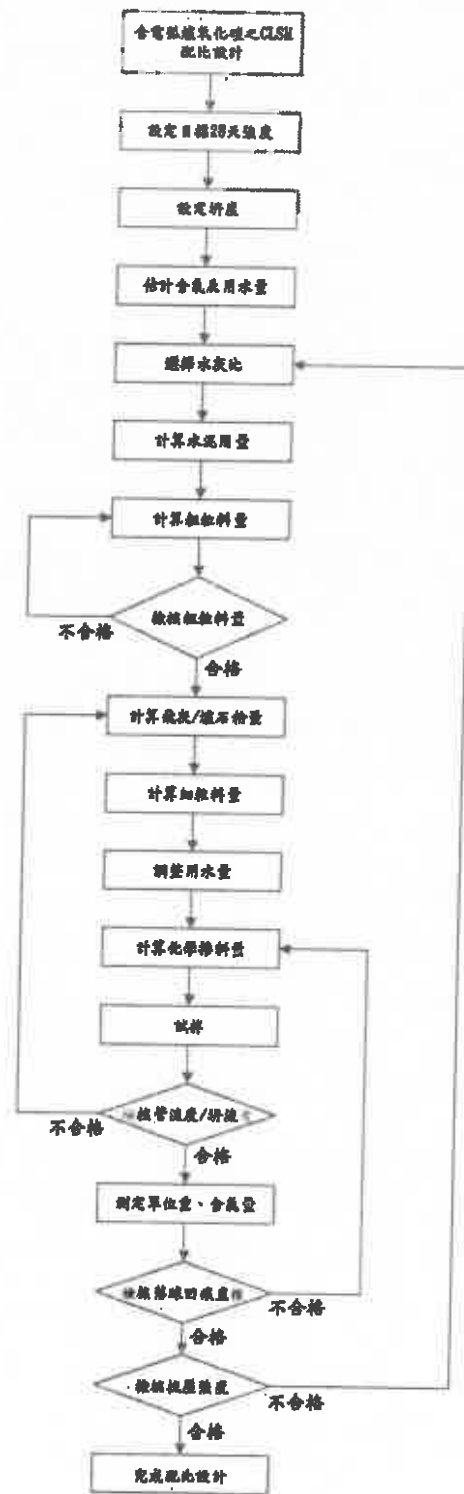 含電弧爐氧化碴之CLSM
配比設計
設定目標28天強度
設定坍度
估計含氣及用水量
選擇水灰比
計算水泥用量
計算粗粒料量
檢核粗粒料量
不合格
合格
計算飛灰/爐石粉量
計算細粒料量
調整用水量
計算化學摻料量
試拌
檢核管流度/坍流
不合格
合格
測定單位重、含氣量
檢核落球凹痕直徑
不合格
合格
檢核抗壓強度
不合格
合格
完成配比設計